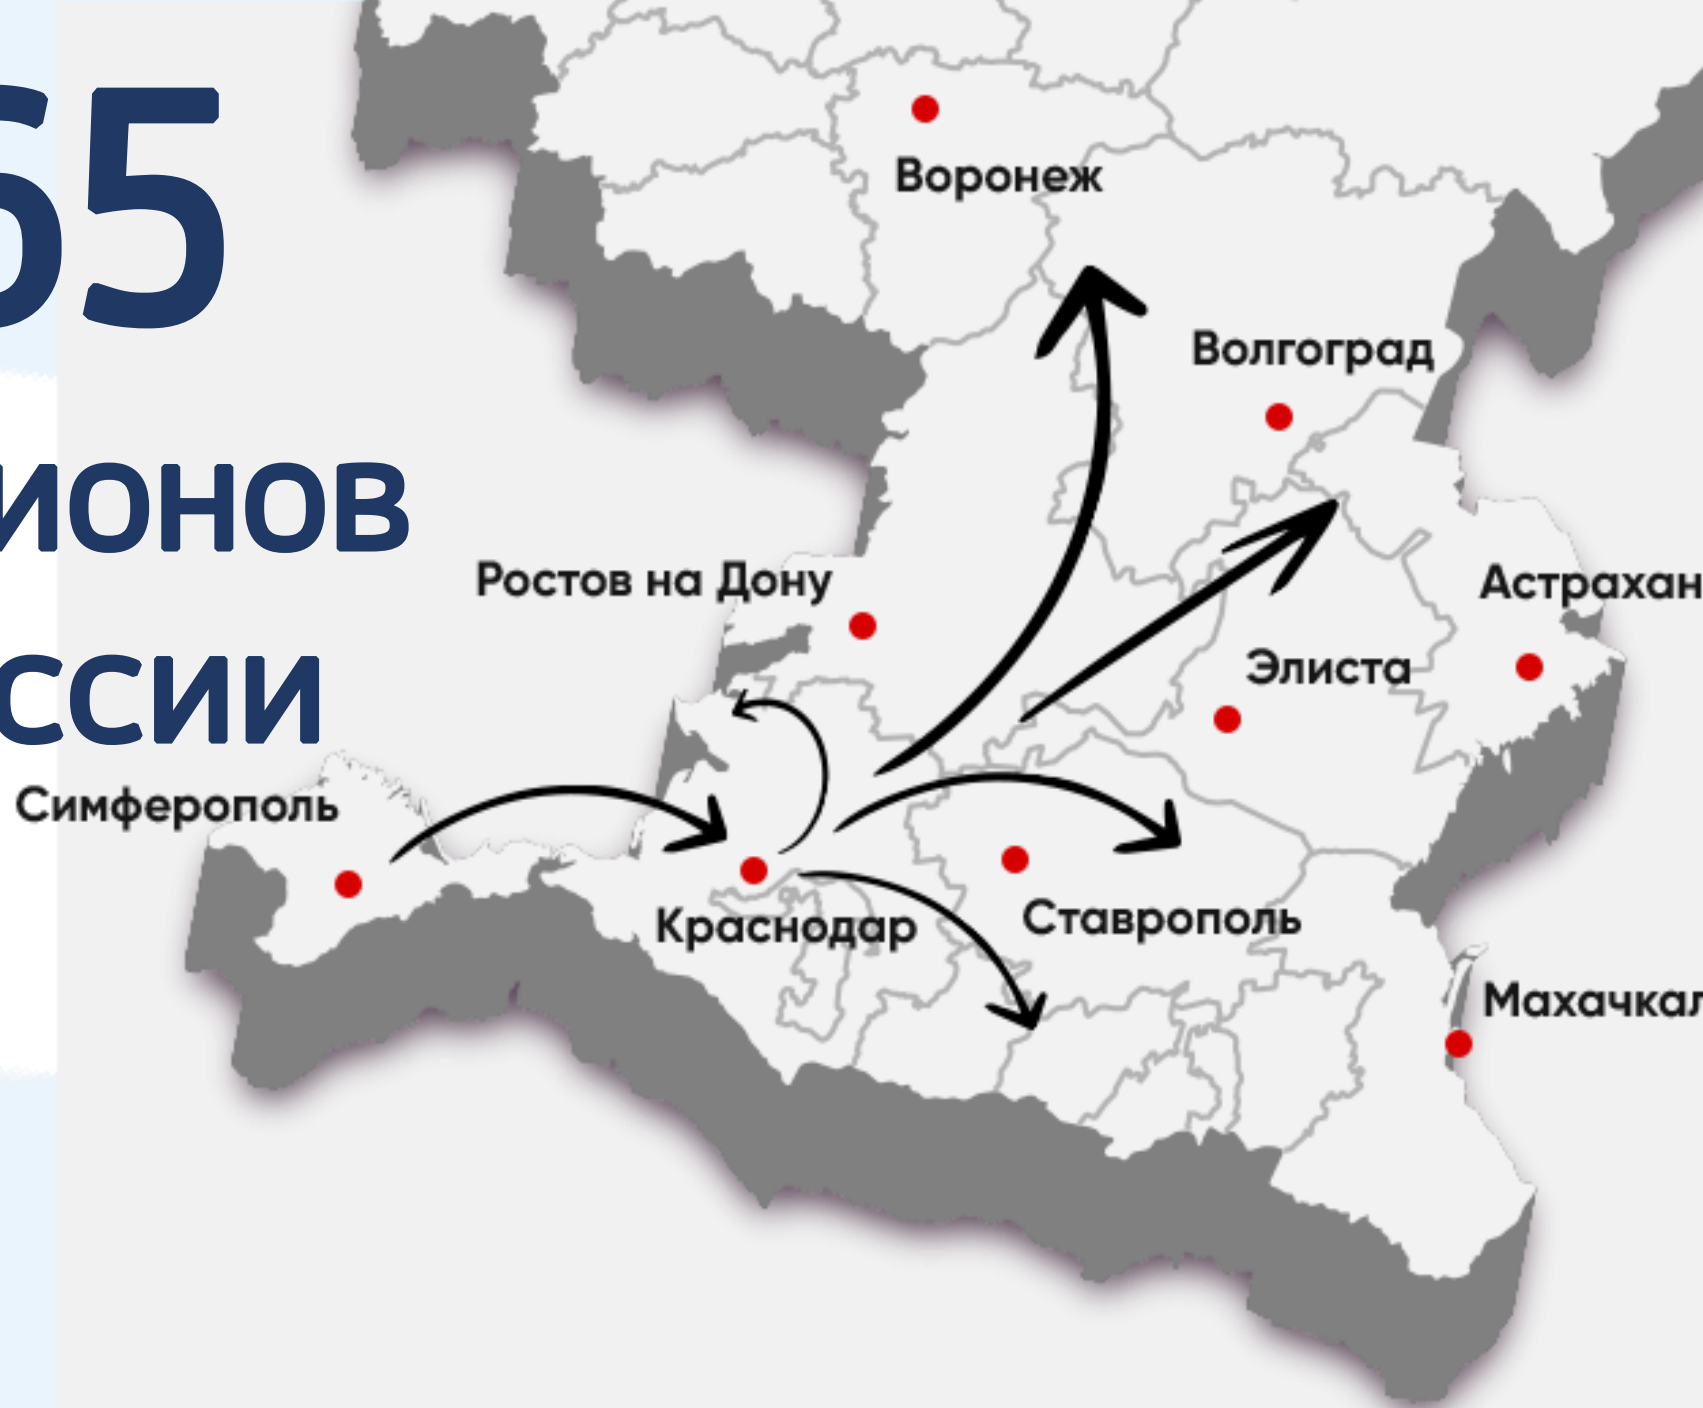 65
ионов
ссии
Воронеж
Волгоград
Ростов на Дону
Астрахан
Элиста
Симферополь
Краснодар
Ставрополь
Махачкал